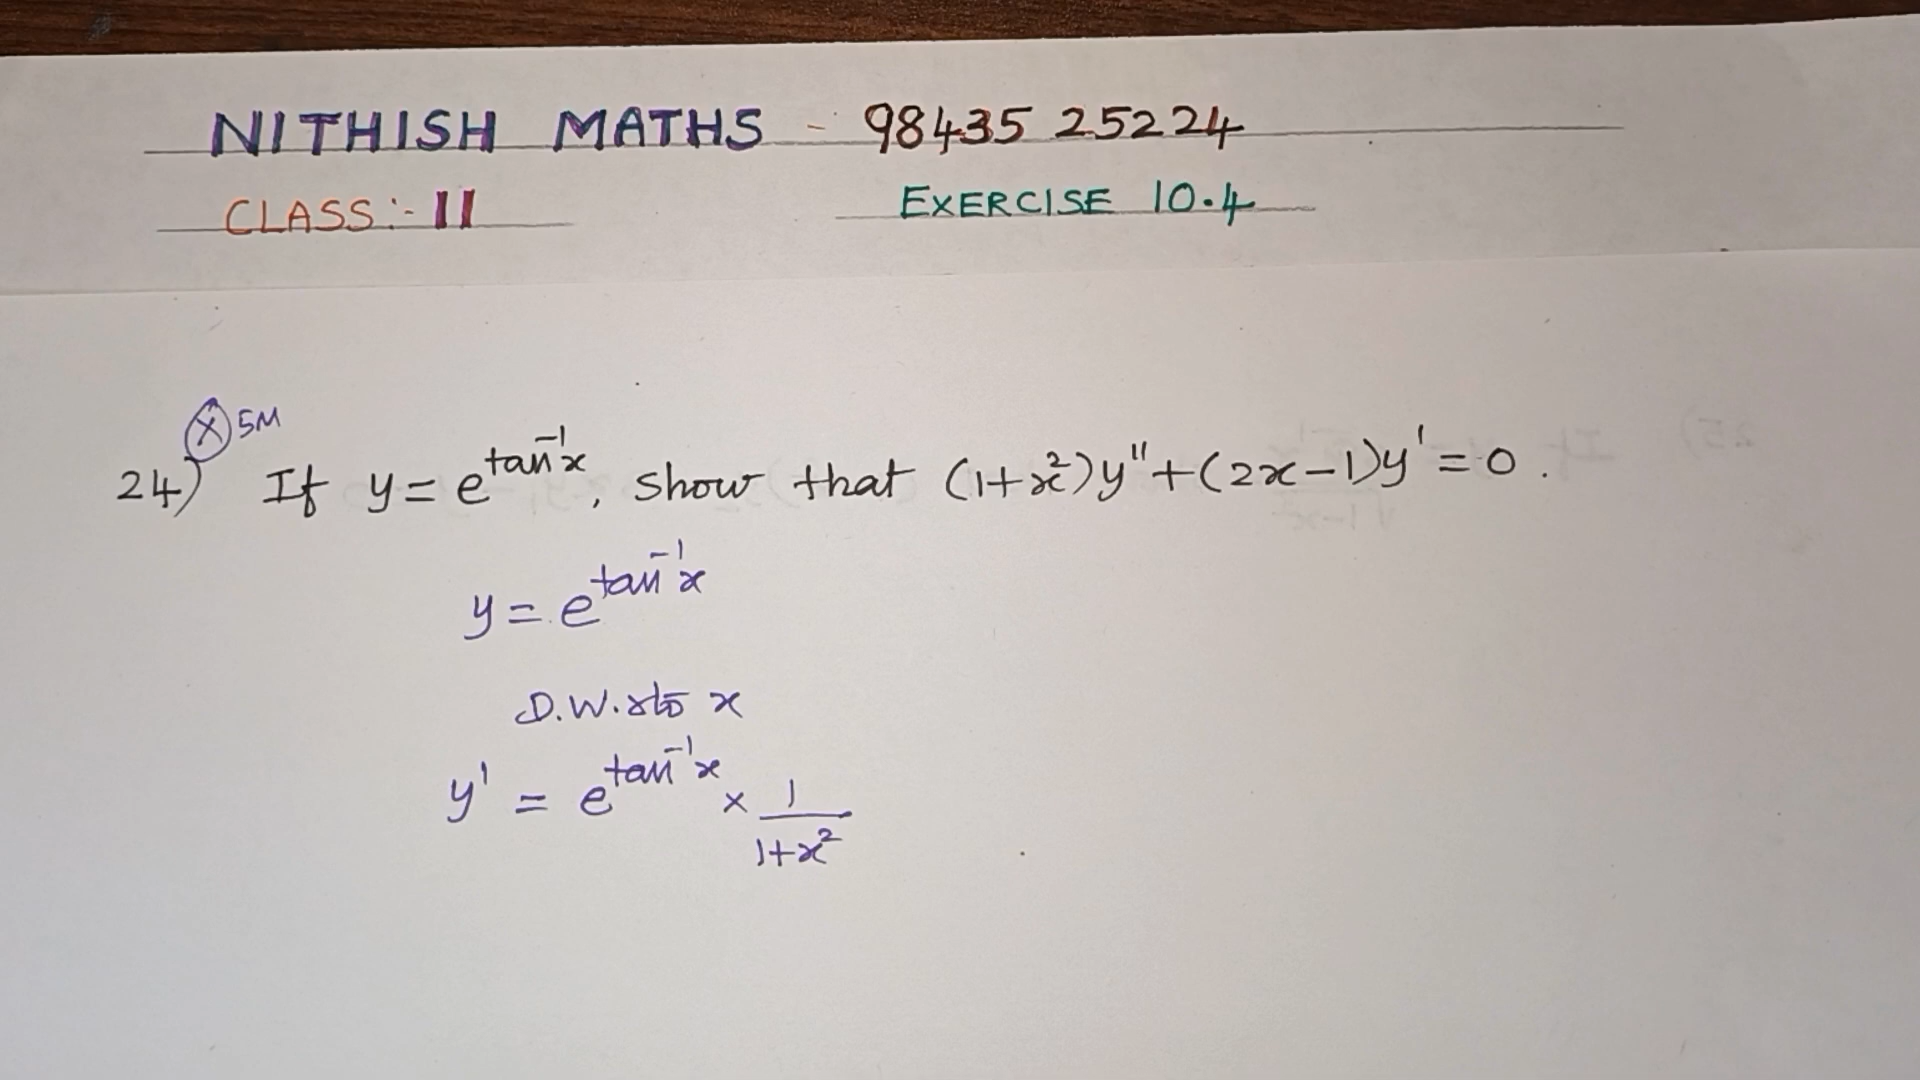 NITHISH MATHS - 98435 25224
CLASS:- 11 EXERCISE 10.4
(X) 5M
24) If y = e^tan⁻¹x, show that (1+x²)y'' + (2x-1)y' = 0.
y = e^tan⁻¹x
D.W.r.to x
y' = e^tan⁻¹x × 1/(1+x²)